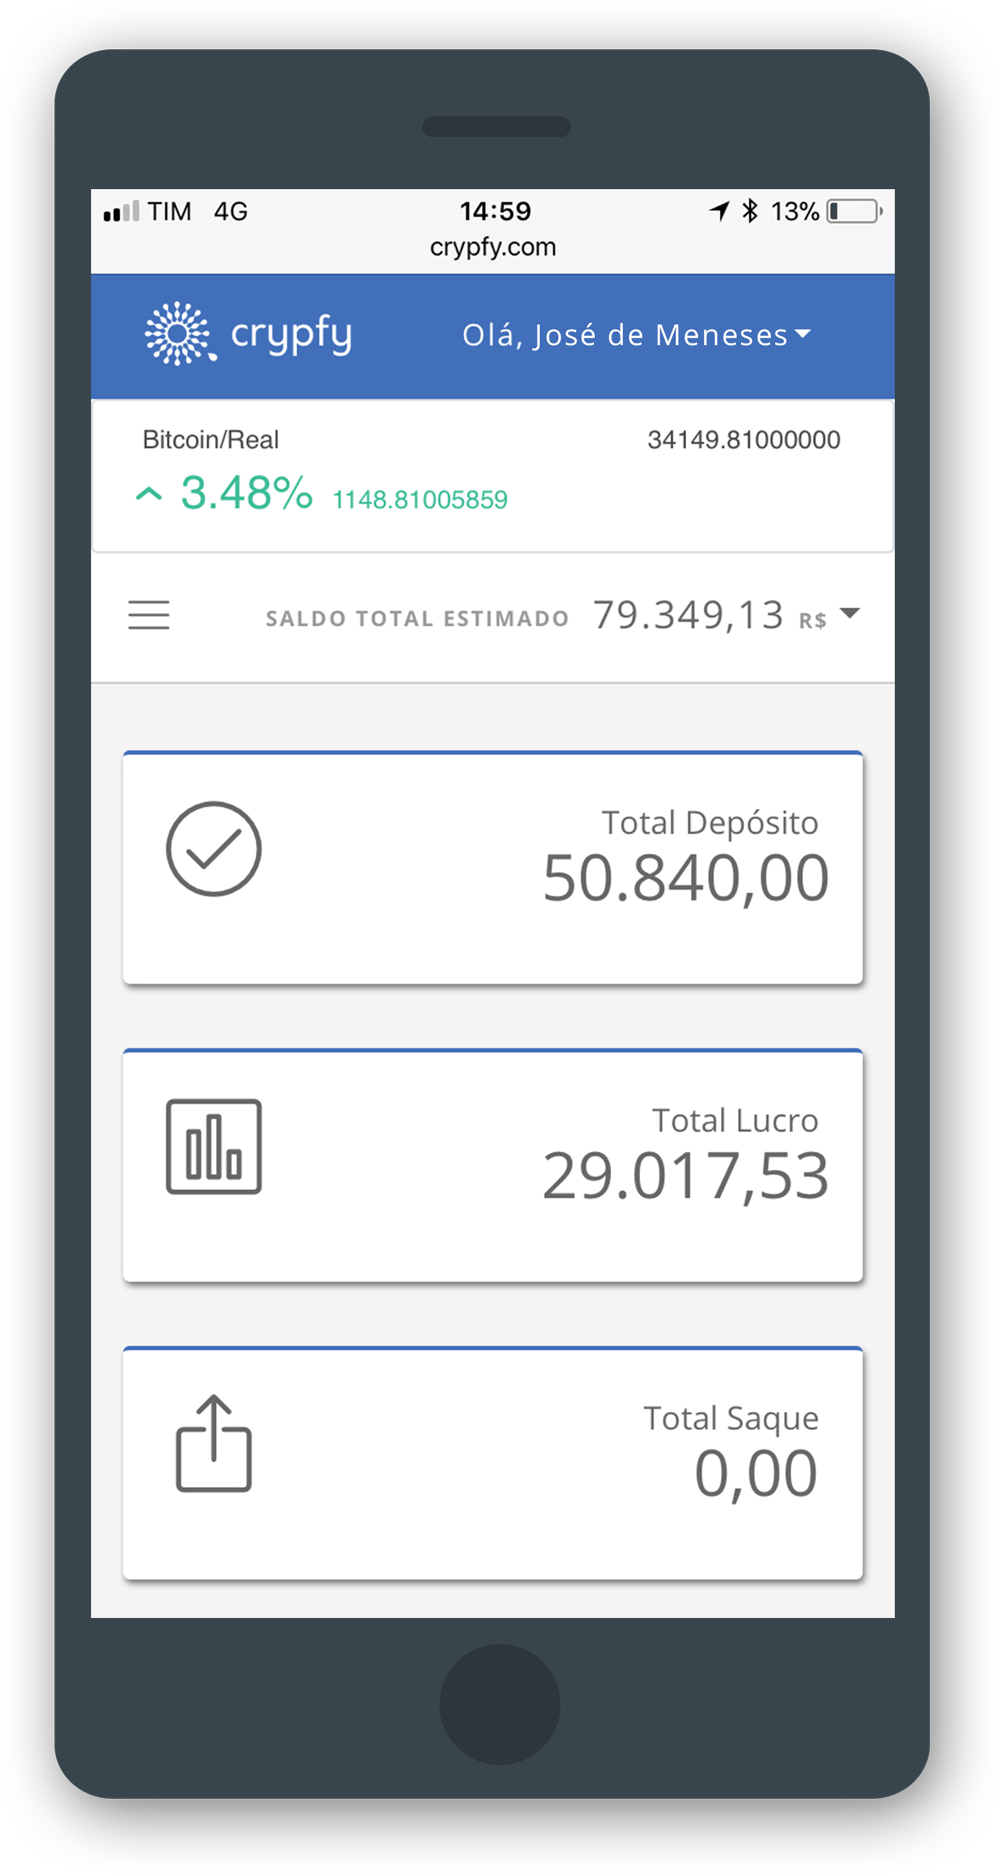 TIM 4G 14:59 13%
crypfy.com
crypfy Olá, José de Meneses
Bitcoin/Real 34149.81000000
3.48% 1148.81005859
SALDO TOTAL ESTIMADO 79.349,13 R$
Total Depósito
50.840,00
Total Lucro
29.017,53
Total Saque
0,00